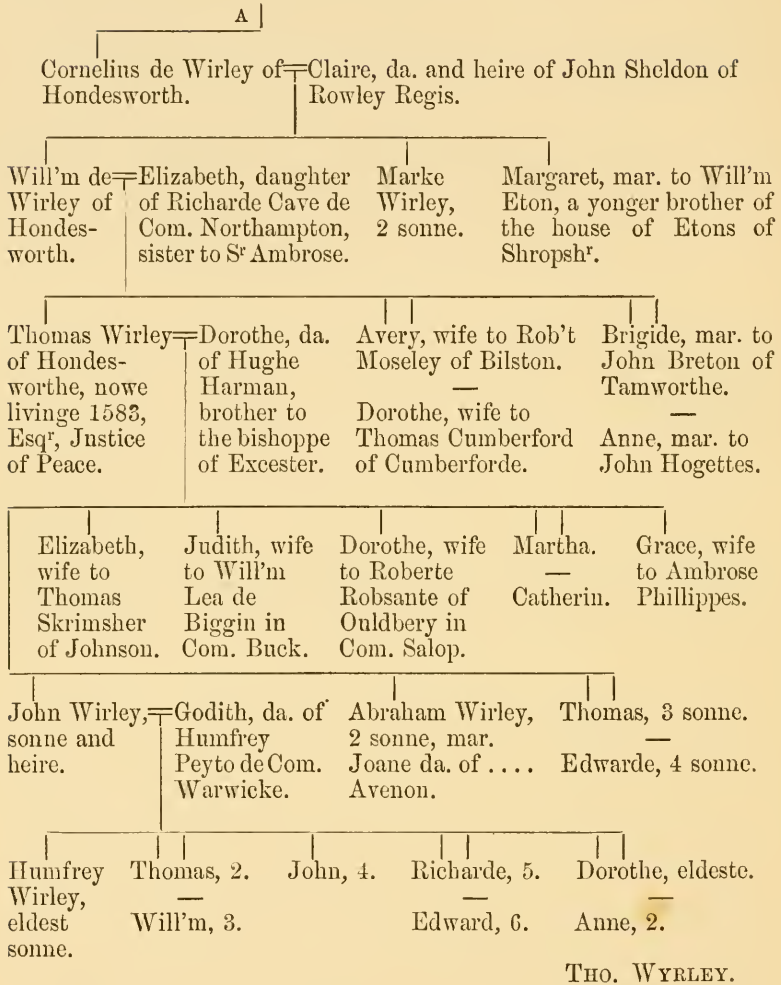 A
Cornelius de Wirley of
Hondesworth.
Claire, da. and heire of John Sheldon of
Rowley Regis.
Will'm de
Wirley of
Hondes-
worth.
Elizabeth, daughter
of Richarde Cave de
Com. Northampton,
sister to Sʳ Ambrose.
Marke
Wirley,
2 sonne.
Margaret, mar. to Will'm
Eton, a yonger brother of
the house of Etons of
Shropshʳ.
Thomas Wirley
of Hondes-
worthe, nowe
livinge 1583,
Esqʳ, Justice
of Peace.
Dorothe, da.
of Hughe
Harman,
brother to
the bishoppe
of Excester.
Avery, wife to Rob't
Moseley of Bilston.
—
Dorothe, wife to
Thomas Cumberford
of Cumberforde.
Brigide, mar. to
John Breton of
Tamworthe.
—
Anne, mar. to
John Hogettes.
Elizabeth,
wife to
Thomas
Skrimsher
of Johnson.
Judith, wife
to Will'm
Lea de
Biggin in
Com. Buck.
Dorothe, wife
to Roberte
Robsante of
Ouldbery in
Com. Salop.
Martha.
—
Catherin.
Grace, wife
to Ambrose
Phillippes.
John Wirley,
sonne and
heire.
Godith, da. of
Humfrey
Peyto de Com.
Warwicke.
Abraham Wirley,
2 sonne, mar.
Joane da. of ....
Avenon.
Thomas, 3 sonne.
—
Edwarde, 4 sonne.
Humfrey
Wirley,
eldest
sonne.
Thomas, 2.
—
Will'm, 3.
John, 4.
Richarde, 5.
—
Edward, 6.
Dorothe, eldeste.
—
Anne, 2.
Tho. Wyrley.